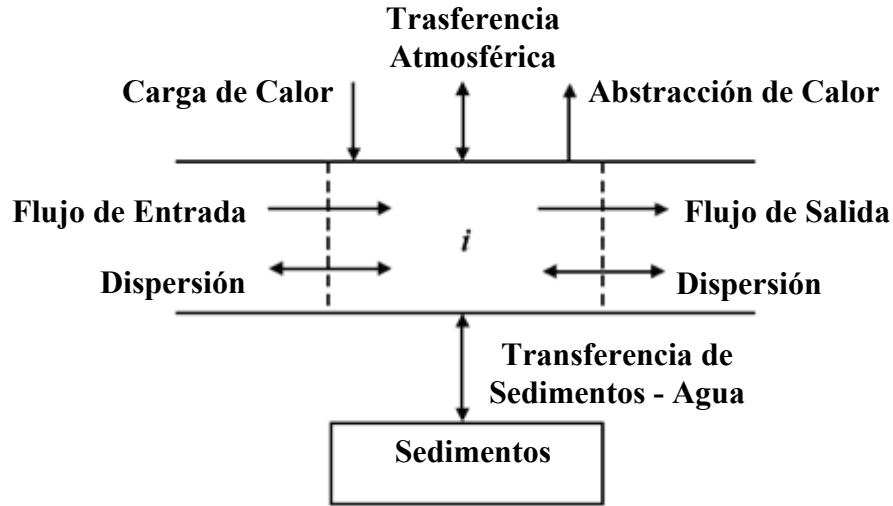 Trasferencia
Atmosférica
Carga de Calor
Abstracción de Calor
Flujo de Entrada
Flujo de Salida
i
Dispersión
Dispersión
Transferencia de
Sedimentos - Agua
Sedimentos